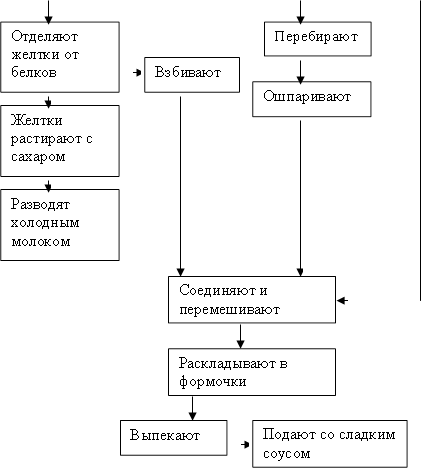 Отделяют
желтки от
белков
Перебирают
Взбивают
Ошпаривают
Желтки
растирают с
сахаром
Разводят
холодным
молоком
Соединяют и
перемешивают
Раскладывают в
формочки
Выпекают
Подают со сладким
соусом